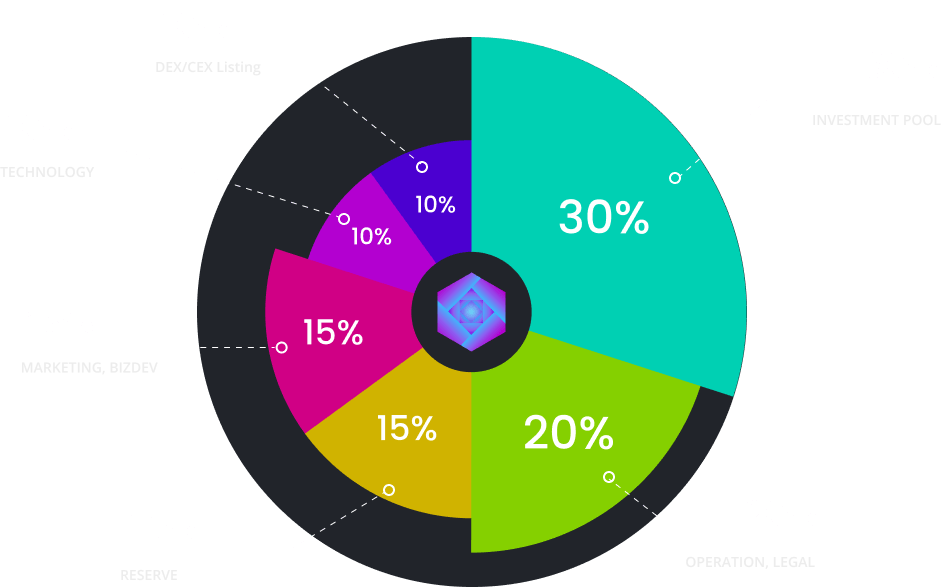 DEX/CEX Listing
INVESTMENT POOL
TECHNOLOGY
10%
30%
10%
15%
MARKETING, BIZDEV
15%
20%
OPERATION, LEGAL
RESERVE